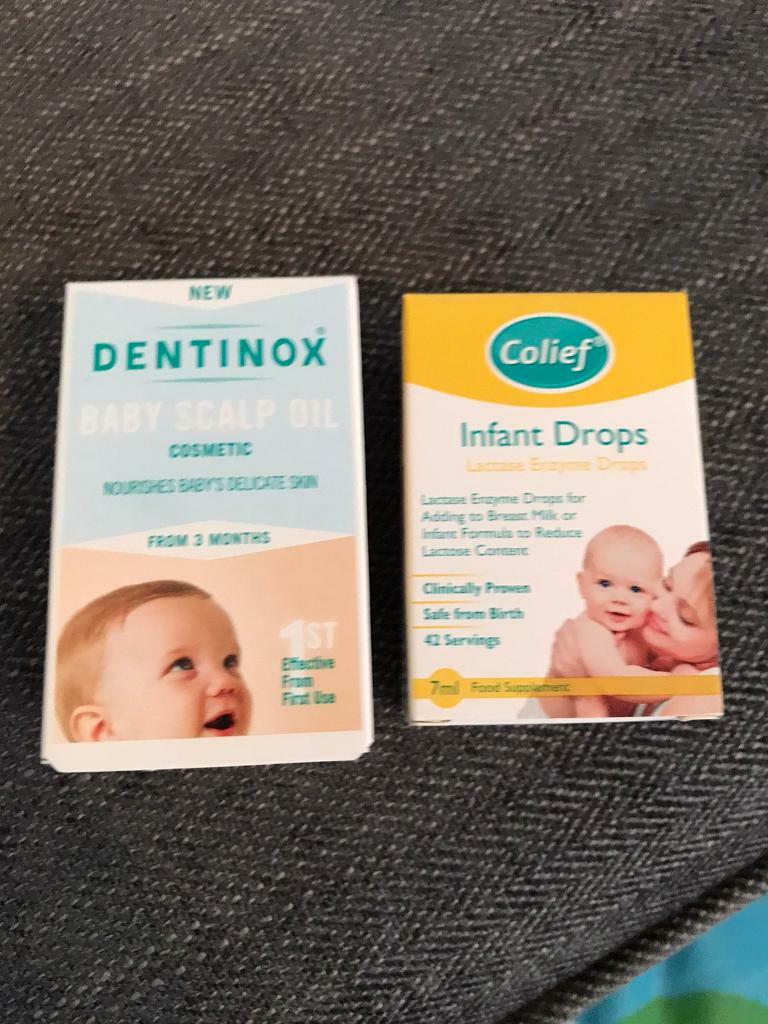 NEW
DENTINOX®
BABY SCALP OIL
COSMETIC
NOURISHES BABY'S DELICATE SKIN
FROM 3 MONTHS
1ST
Effective
From
First Use
Colief®
Infant Drops
Lactase Enzyme Drops
Lactase Enzyme Drops for
Adding to Breast Milk or
Infant Formula to Reduce
Lactose Content
Clinically Proven
Safe from Birth
42 Servings
7ml Food Supplement